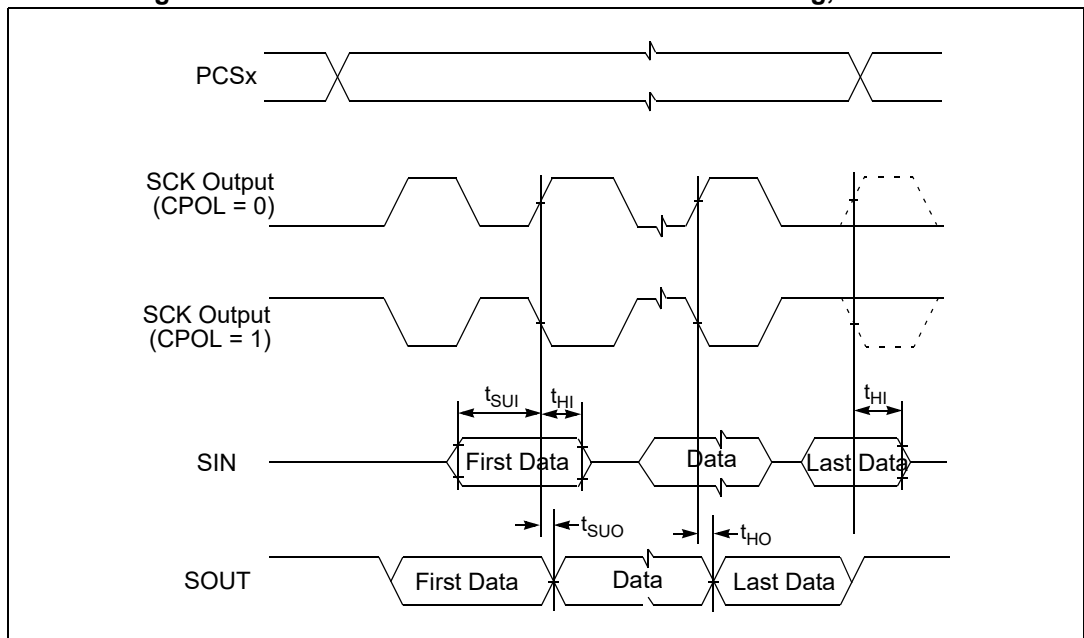 PCSx
SCK Output
(CPOL = 0)
SCK Output
(CPOL = 1)
tSUI
tHI
tHI
SIN
First Data
Data
Last Data
tSUO
tHO
SOUT
First Data
Data
Last Data